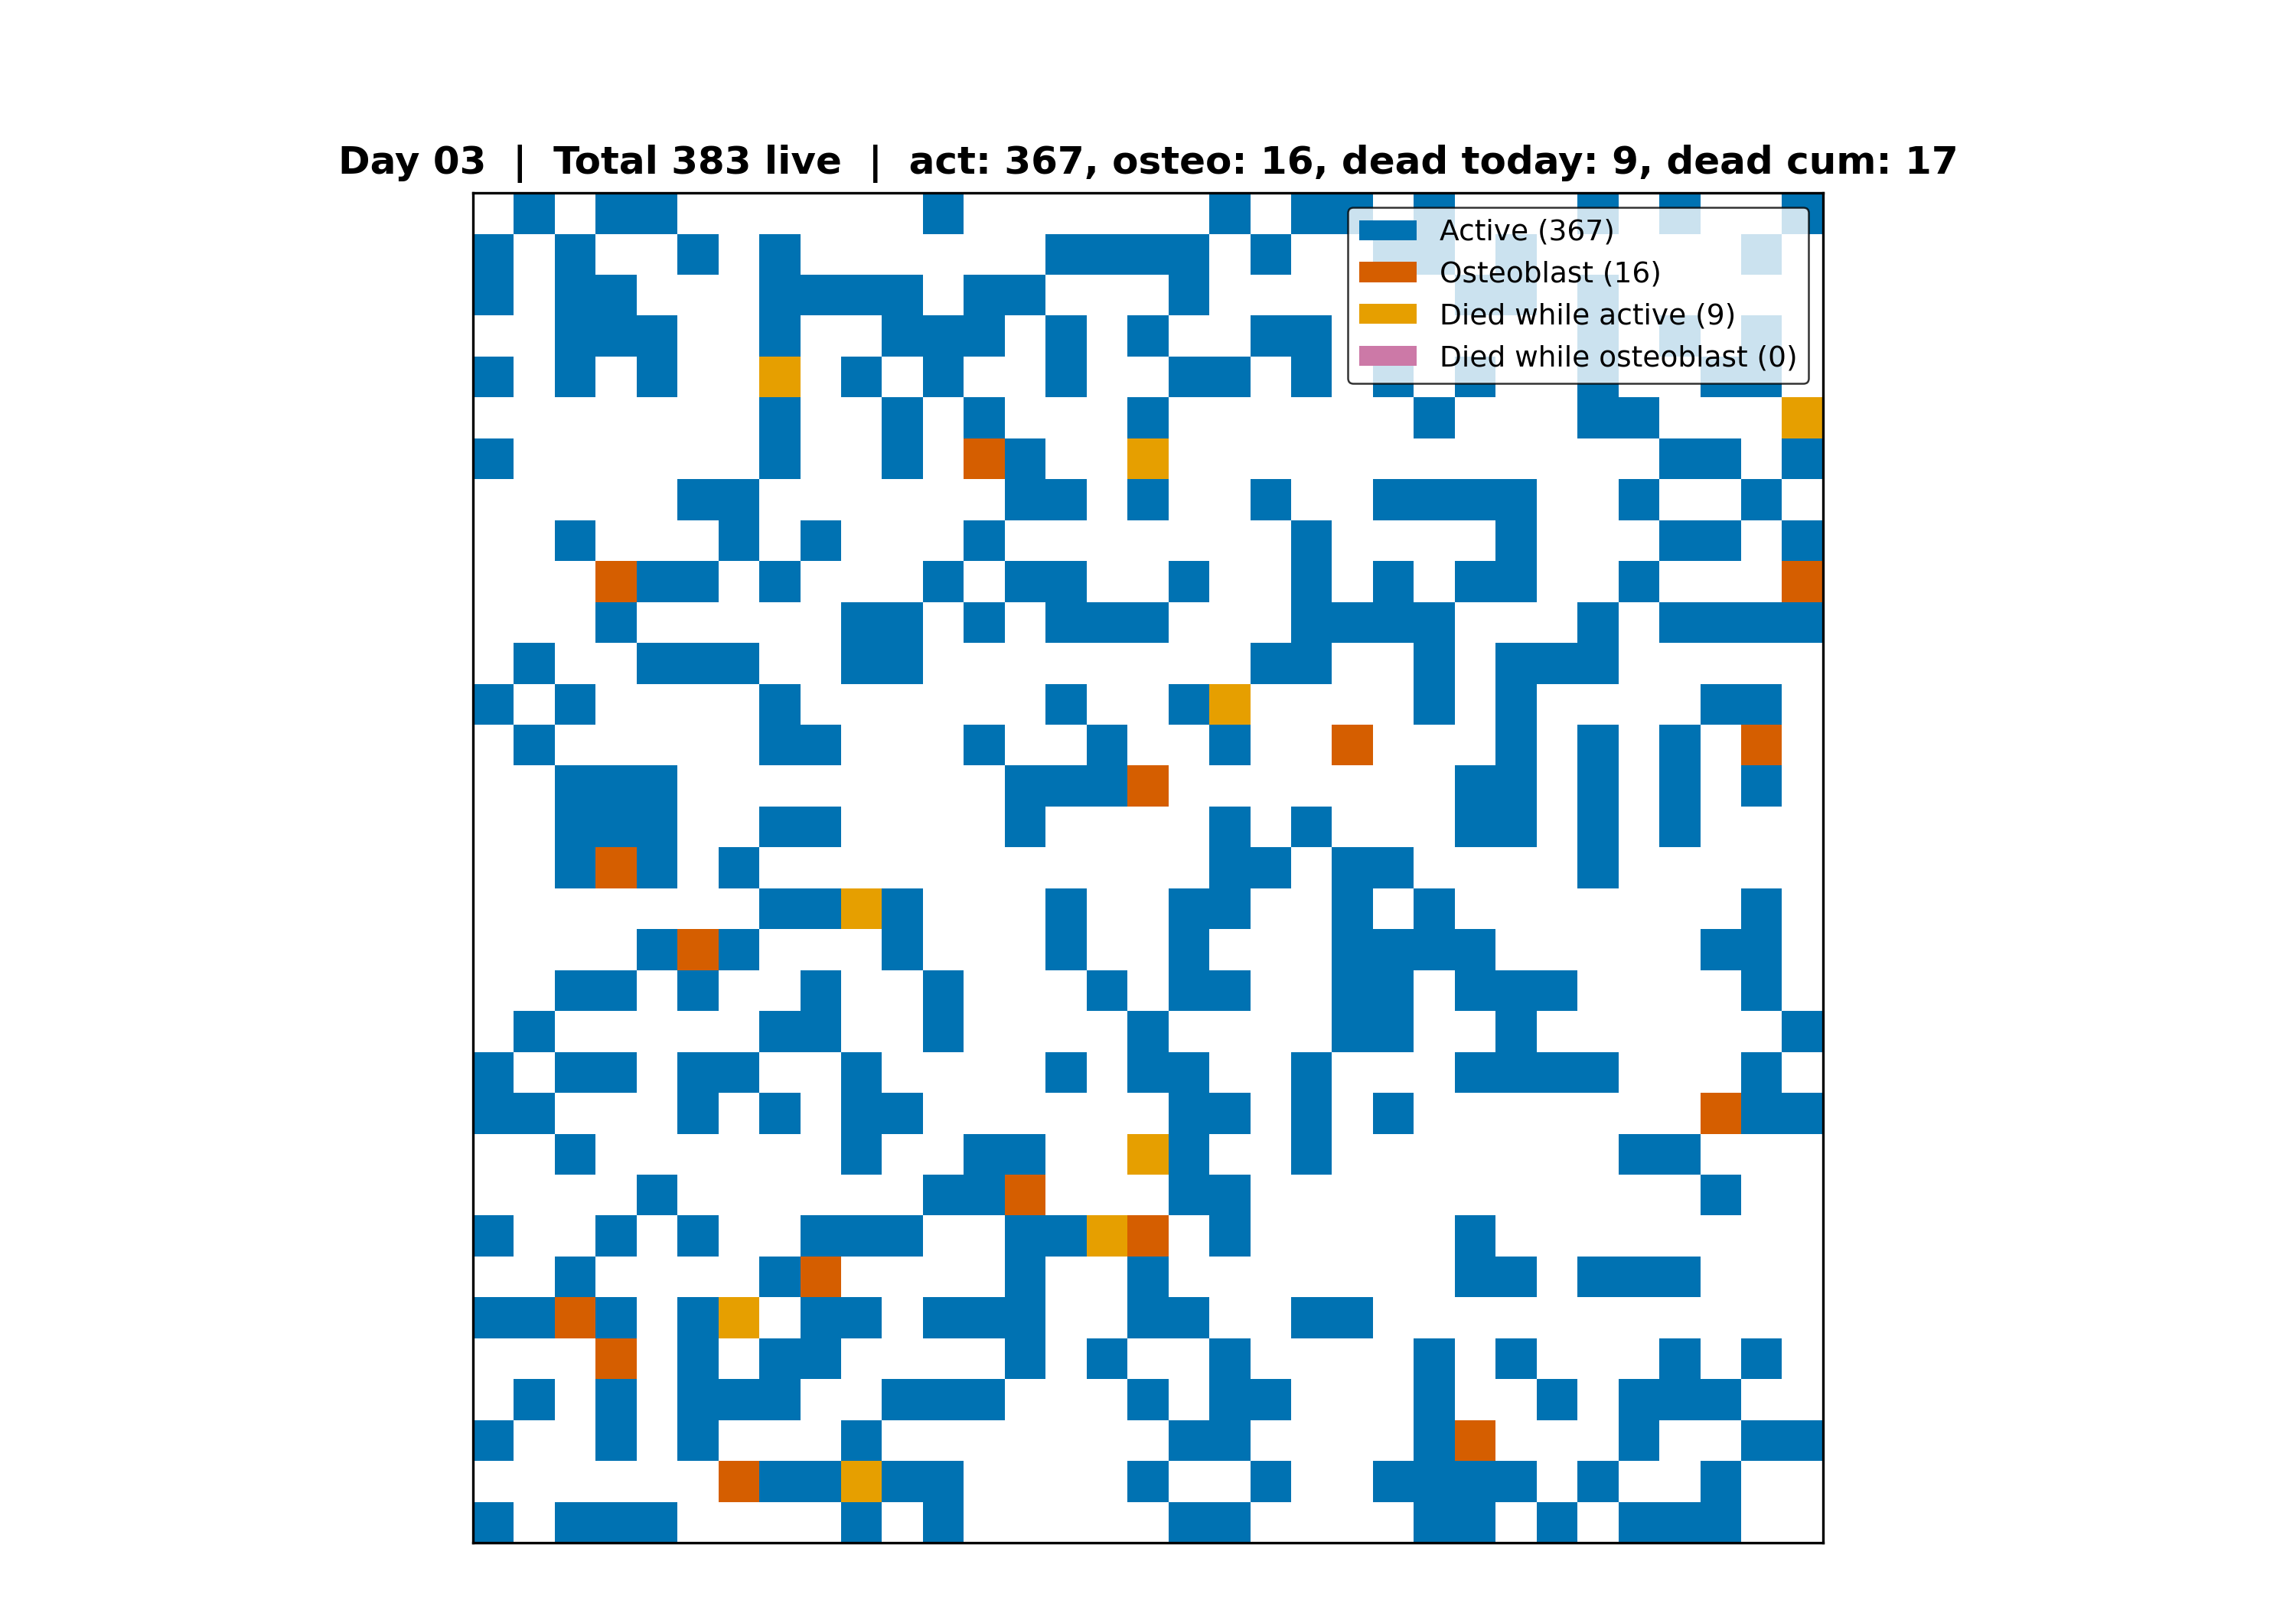 Day 03 | Total 383 live | act: 367, osteo: 16, dead today: 9, dead cum: 17
Active (367)
Osteoblast (16)
Died while active (9)
Died while osteoblast (0)